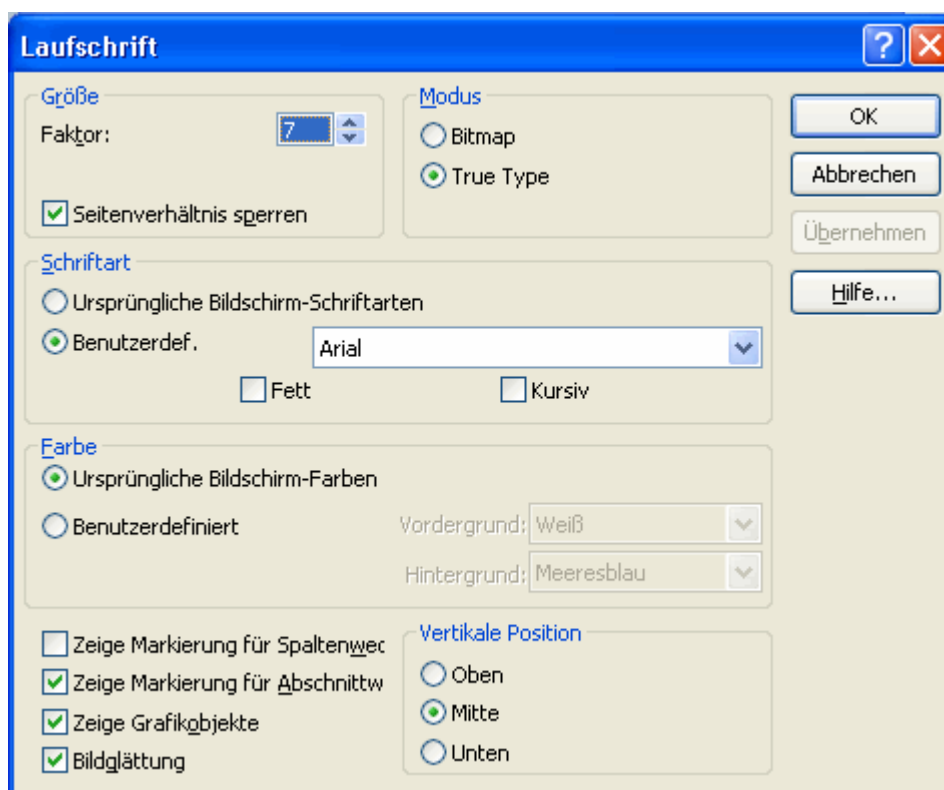 Laufschrift
Größe
Faktor: 7
Seitenverhältnis sperren
Modus
Bitmap
True Type
OK
Abbrechen
Übernehmen
Hilfe...
Schriftart
Ursprüngliche Bildschirm-Schriftarten
Benutzerdef. Arial
Fett Kursiv
Farbe
Ursprüngliche Bildschirm-Farben
Benutzerdefiniert Vordergrund: Weiß
Hintergrund: Meeresblau
Zeige Markierung für Spaltenwec
Zeige Markierung für Abschnittw
Zeige Grafikobjekte
Bildglättung
Vertikale Position
Oben
Mitte
Unten